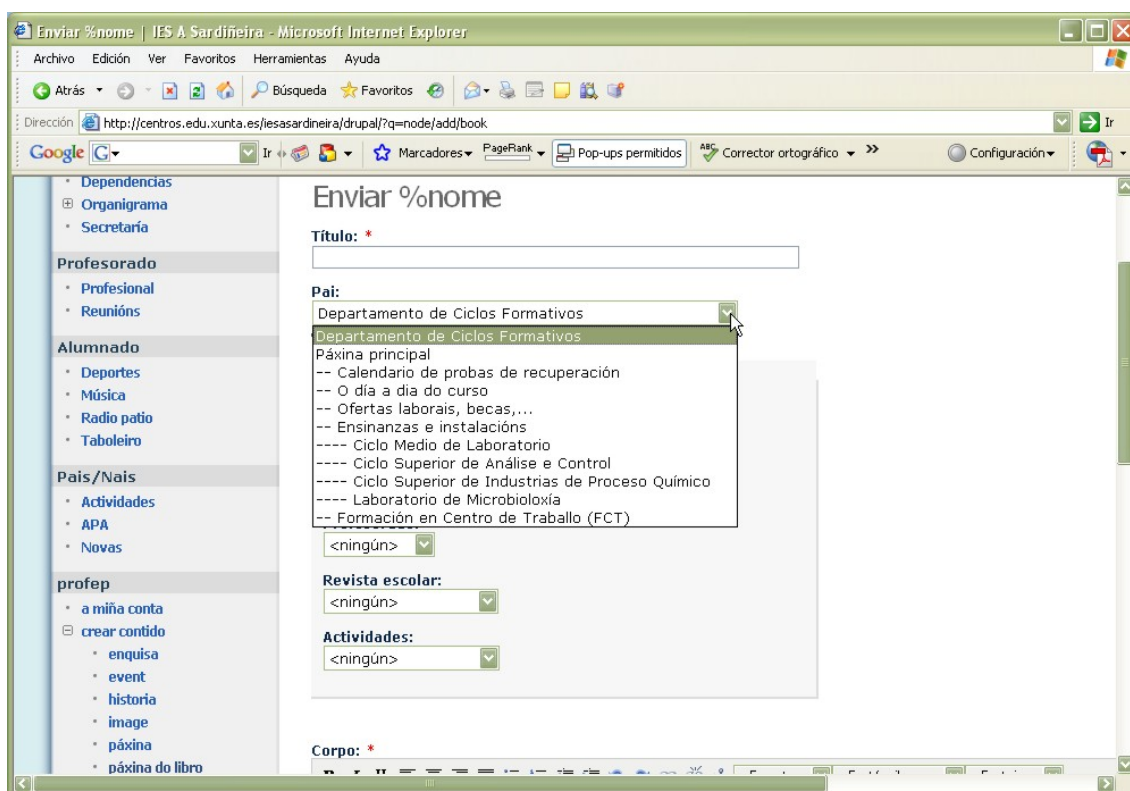 Enviar %nome | IES A Sardiñeira - Microsoft Internet Explorer
Archivo Edición Ver Favoritos Herramientas Ayuda
Atrás Búsqueda Favoritos
Dirección http://centros.edu.xunta.es/iesasardineira/drupal/?q=node/add/book Ir
Google G Ir Marcadores PageRank Pop-ups permitidos ABC Corrector ortográfico >> Configuración
Dependencias
Organigrama
Secretaría
Profesorado
Profesional
Reunións
Alumnado
Deportes
Música
Radio patio
Taboleiro
Pais/Nais
Actividades
APA
Novas
profep
a miña conta
crear contido
enquisa
event
historia
image
páxina
páxina do libro
Enviar %nome
Título: *
Pai:
Departamento de Ciclos Formativos
Departamento de Ciclos Formativos
Páxina principal
-- Calendario de probas de recuperación
-- O día a dia do curso
-- Ofertas laborais, becas,...
-- Ensinanzas e instalacións
---- Ciclo Medio de Laboratorio
---- Ciclo Superior de Análise e Control
---- Ciclo Superior de Industrias de Proceso Químico
---- Laboratorio de Microbioloxía
-- Formación en Centro de Traballo (FCT)
<ningún>
Revista escolar:
<ningún>
Actividades:
<ningún>
Corpo: *